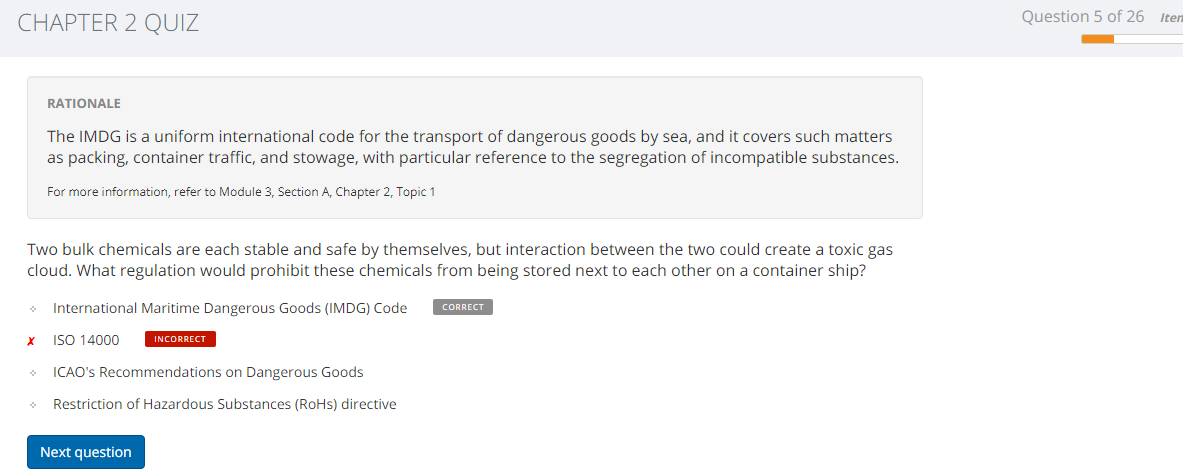 CHAPTER 2 QUIZ
Question 5 of 26
RATIONALE
The IMDG is a uniform international code for the transport of dangerous goods by sea, and it covers such matters
as packing, container traffic, and stowage, with particular reference to the segregation of incompatible substances.
For more information, refer to Module 3, Section A, Chapter 2, Topic 1
Two bulk chemicals are each stable and safe by themselves, but interaction between the two could create a toxic gas
cloud. What regulation would prohibit these chemicals from being stored next to each other on a container ship?
International Maritime Dangerous Goods (IMDG) Code CORRECT
✗ ISO 14000 INCORRECT
ICAO's Recommendations on Dangerous Goods
Restriction of Hazardous Substances (RoHs) directive
Next question